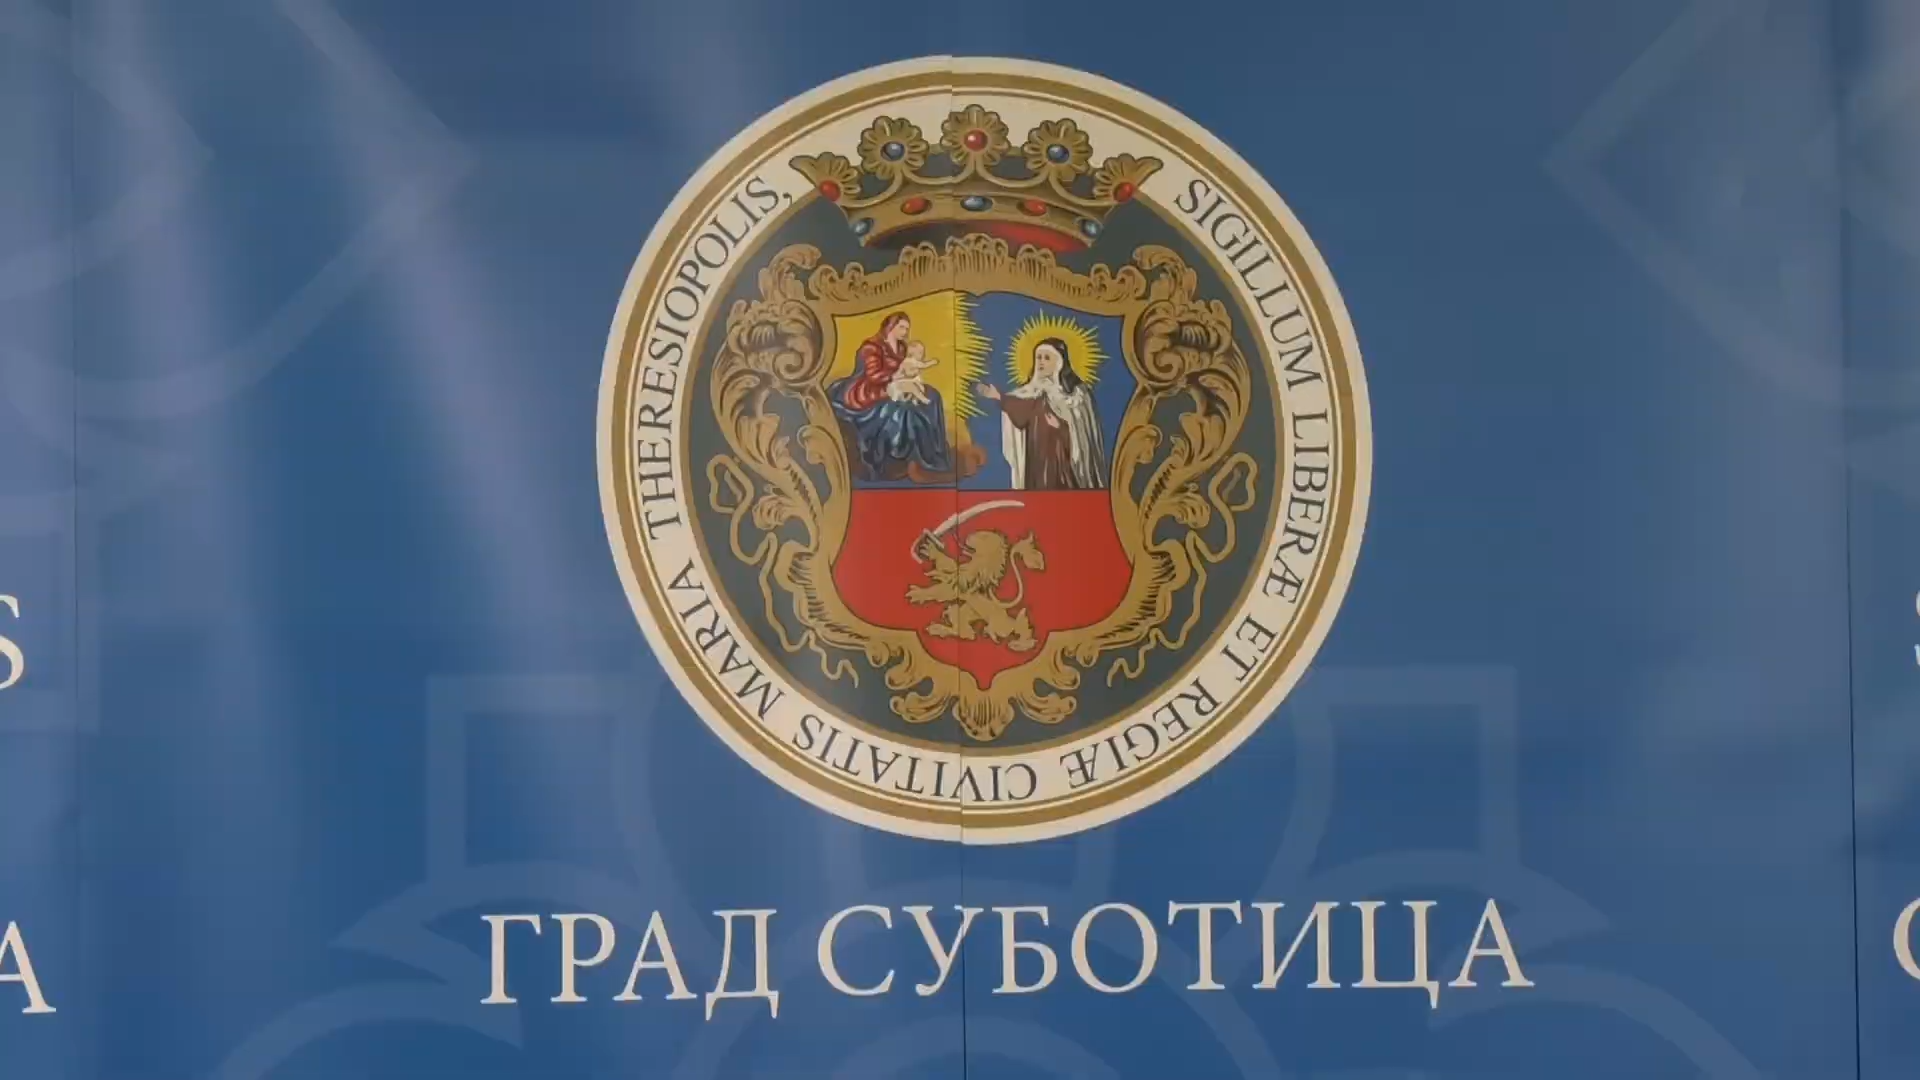 SIGILLUM LIBERÆ ET REGIÆ CIVITATIS MARIA THERESIOPOLIS,
ГРАД СУБОТИЦА